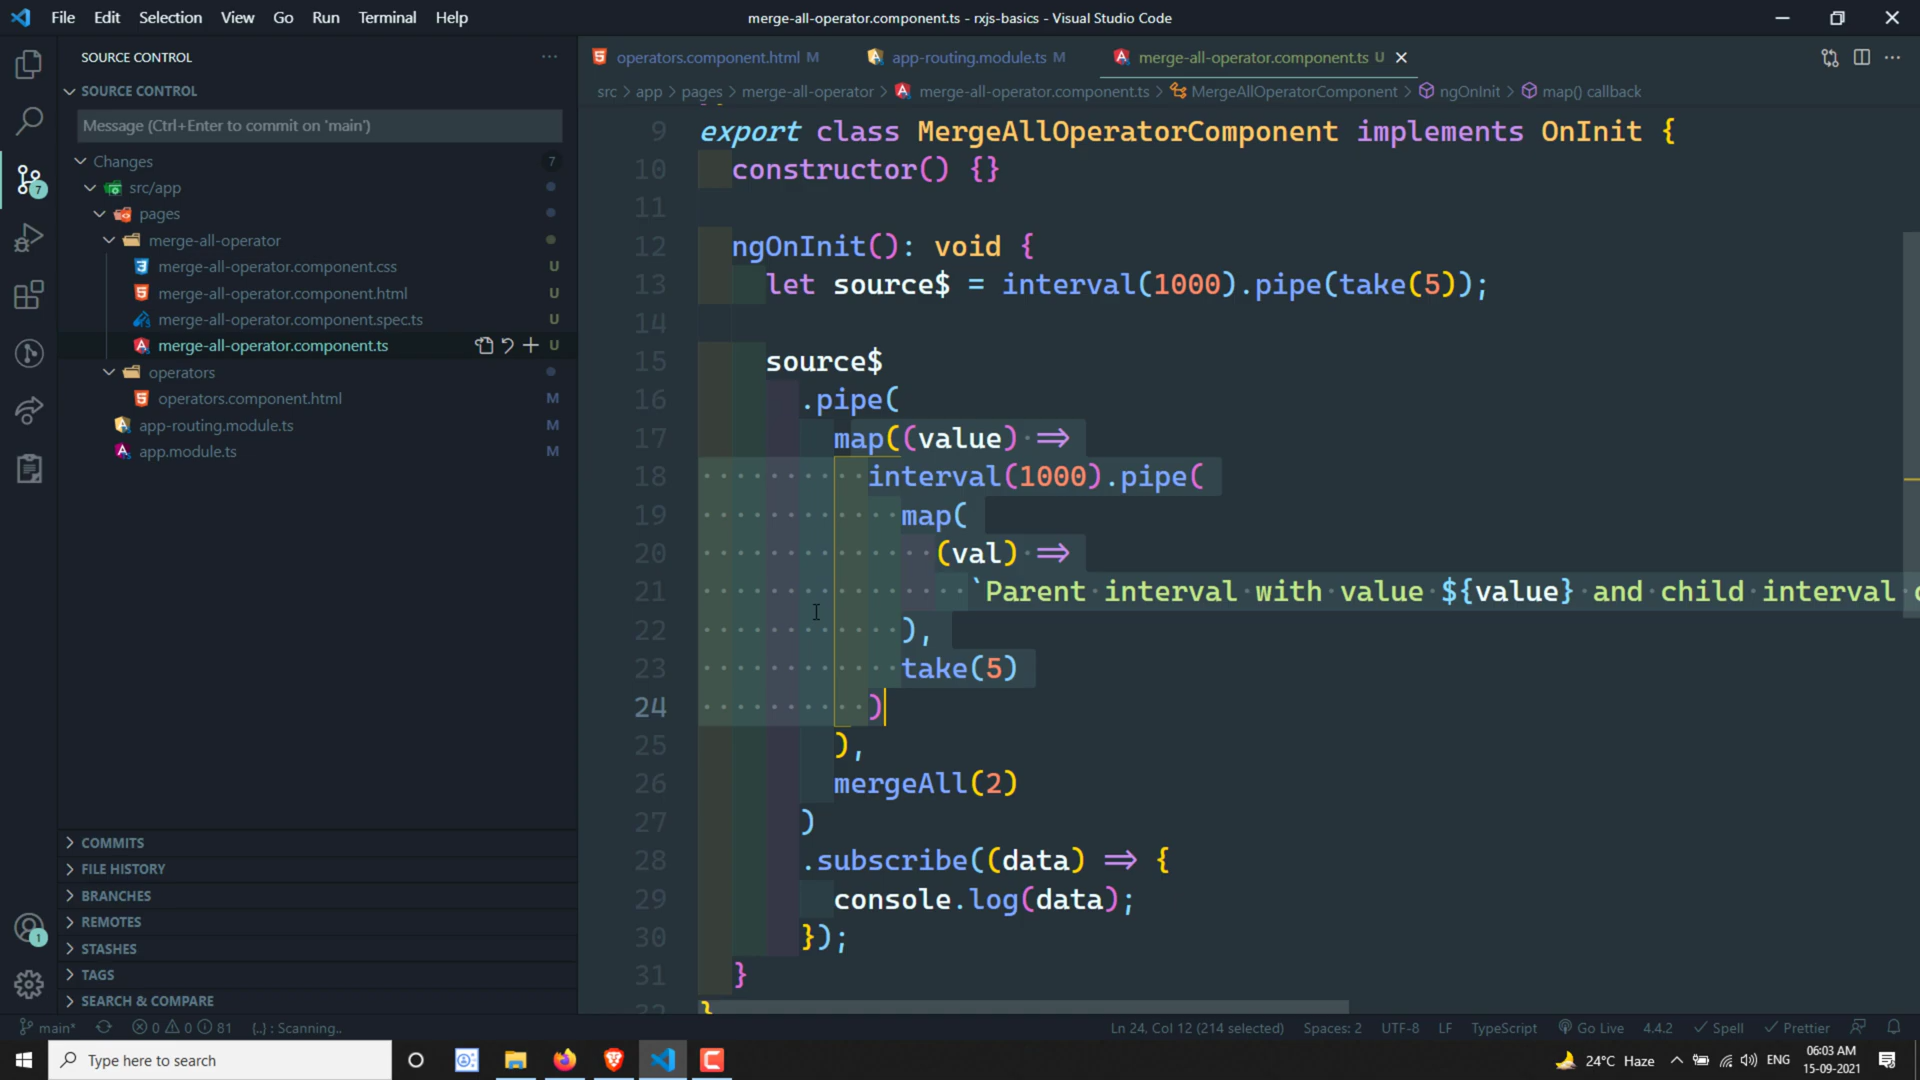 File Edit Selection View Go Run Terminal Help
merge-all-operator.component.ts - rxjs-basics - Visual Studio Code
SOURCE CONTROL
SOURCE CONTROL
Message (Ctrl+Enter to commit on 'main')
Changes 7
src/app
pages
merge-all-operator
merge-all-operator.component.css U
merge-all-operator.component.html U
merge-all-operator.component.spec.ts U
merge-all-operator.component.ts U
operators
operators.component.html M
app-routing.module.ts M
app.module.ts M
7
1
COMMITS
FILE HISTORY
BRANCHES
REMOTES
STASHES
TAGS
SEARCH & COMPARE
operators.component.html M app-routing.module.ts M merge-all-operator.component.ts U
src > app > pages > merge-all-operator > merge-all-operator.component.ts > MergeAllOperatorComponent > ngOnInit > map() callback
9 export class MergeAllOperatorComponent implements OnInit {
10 constructor() {}
11
12 ngOnInit(): void {
13 let source$ = interval(1000).pipe(take(5));
14
15 source$
16 .pipe(
17 map((value) =>
18 interval(1000).pipe(
19 map(
20 (val) =>
21 `Parent interval with value ${value} and child interval
22 ),
23 take(5)
24 )
25 ),
26 mergeAll(2)
27 )
28 .subscribe((data) => {
29 console.log(data);
30 });
31 }
}
main* 0 0 81 {..} : Scanning.. Ln 24, Col 12 (214 selected) Spaces: 2 UTF-8 LF TypeScript Go Live 4.4.2 Spell Prettier
Type here to search
24°C Haze ENG 06:03 AM
15-09-2021